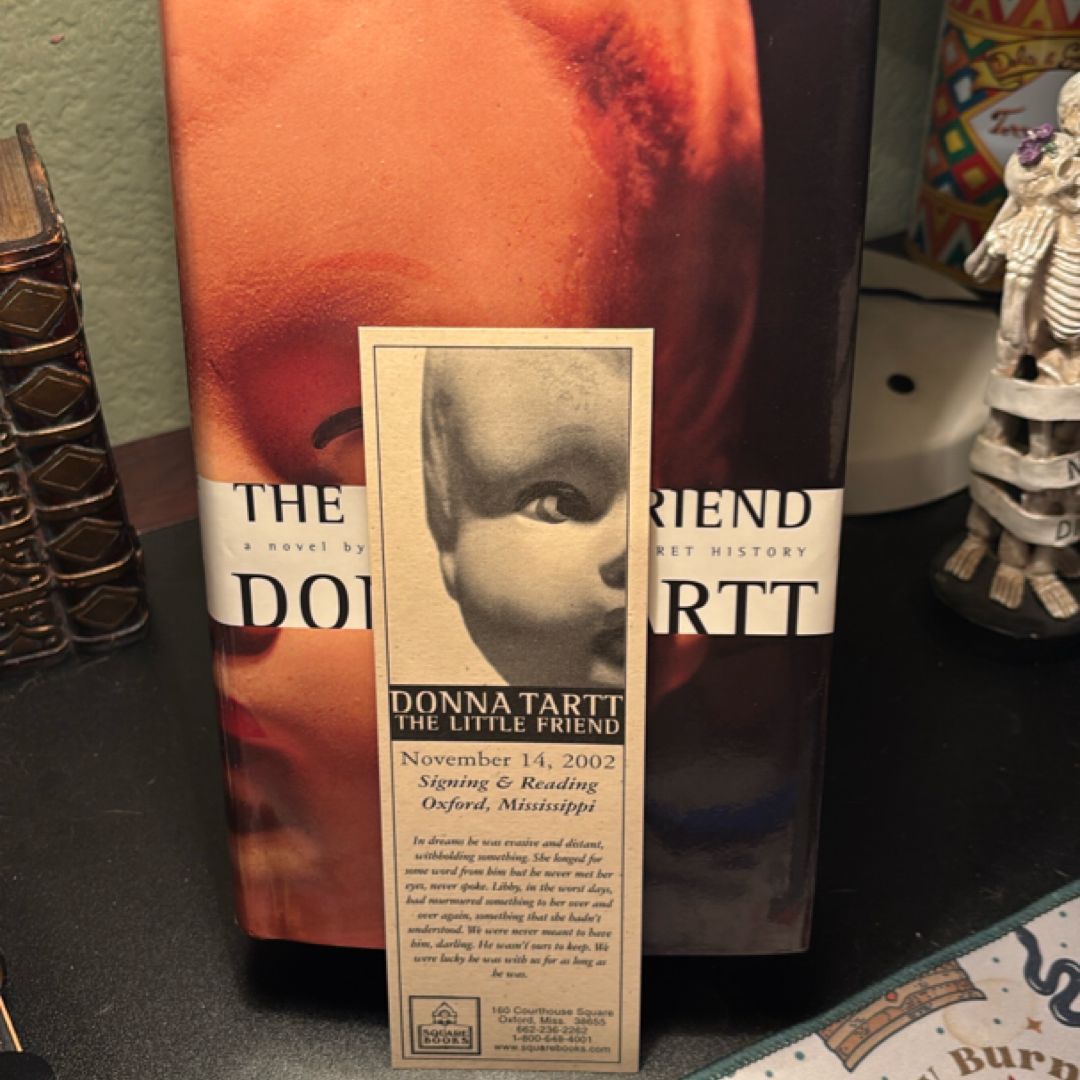 THE
RIEND
a novel by
RET HISTORY
DO
ARTT
DONNA TARTT
THE LITTLE FRIEND
November 14, 2002
Signing & Reading
Oxford, Mississippi
In dreams he was evasive and distant,
withholding something. She longed for
some word from him but he never met her
eyes, never spoke. Libby, in the worst days,
had murmured something to her over and
over again, something that she hadn't
understood. We were never meant to have
him, darling. He wasn't ours to keep. We
were lucky he was with us for as long as
he was.
SQUARE
BOOKS
160 Courthouse Square
Oxford, Miss. 38655
662-236-2262
1-800-648-4001
www.squarebooks.com
Burn